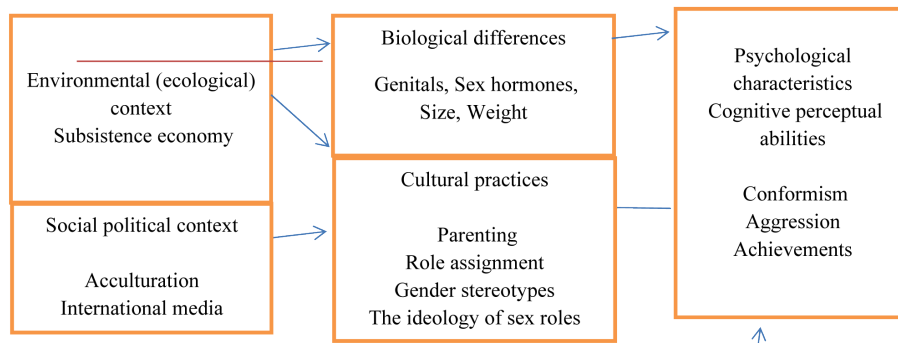 Environmental (ecological)
context
Subsistence economy
Social political context
Acculturation
International media
Biological differences
Genitals, Sex hormones,
Size, Weight
Cultural practices
Parenting
Role assignment
Gender stereotypes
The ideology of sex roles
Psychological
characteristics
Cognitive perceptual
abilities
Conformism
Aggression
Achievements